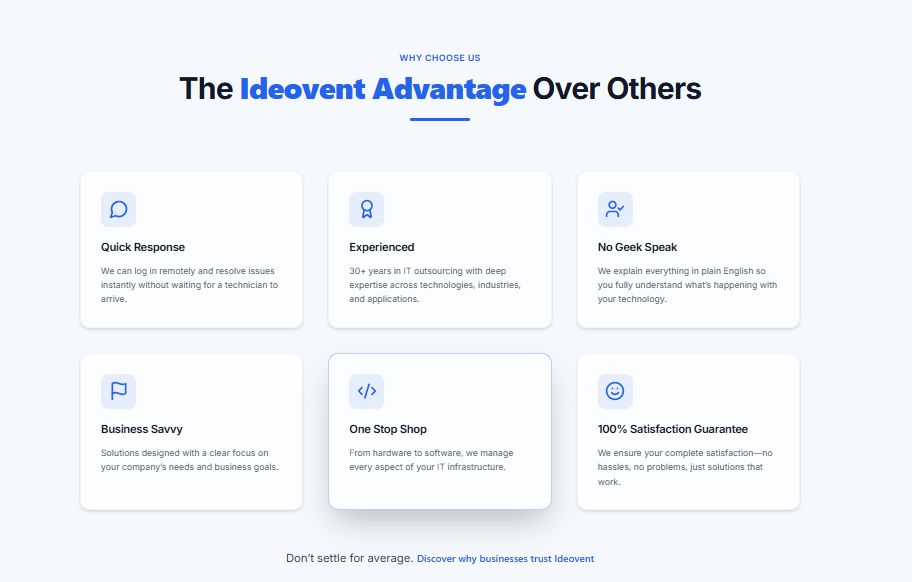 WHY CHOOSE US
The Ideovent Advantage Over Others
Quick Response
We can log in remotely and resolve issues
instantly without waiting for a technician to
arrive.
Experienced
30+ years in IT outsourcing with deep
expertise across technologies, industries,
and applications.
No Geek Speak
We explain everything in plain English so
you fully understand what's happening with
your technology.
Business Savvy
Solutions designed with a clear focus on
your company's needs and business goals.
One Stop Shop
From hardware to software, we manage
every aspect of your IT infrastructure.
100% Satisfaction Guarantee
We ensure your complete satisfaction—no
hassles, no problems, just solutions that
work.
Don't settle for average. Discover why businesses trust Ideovent